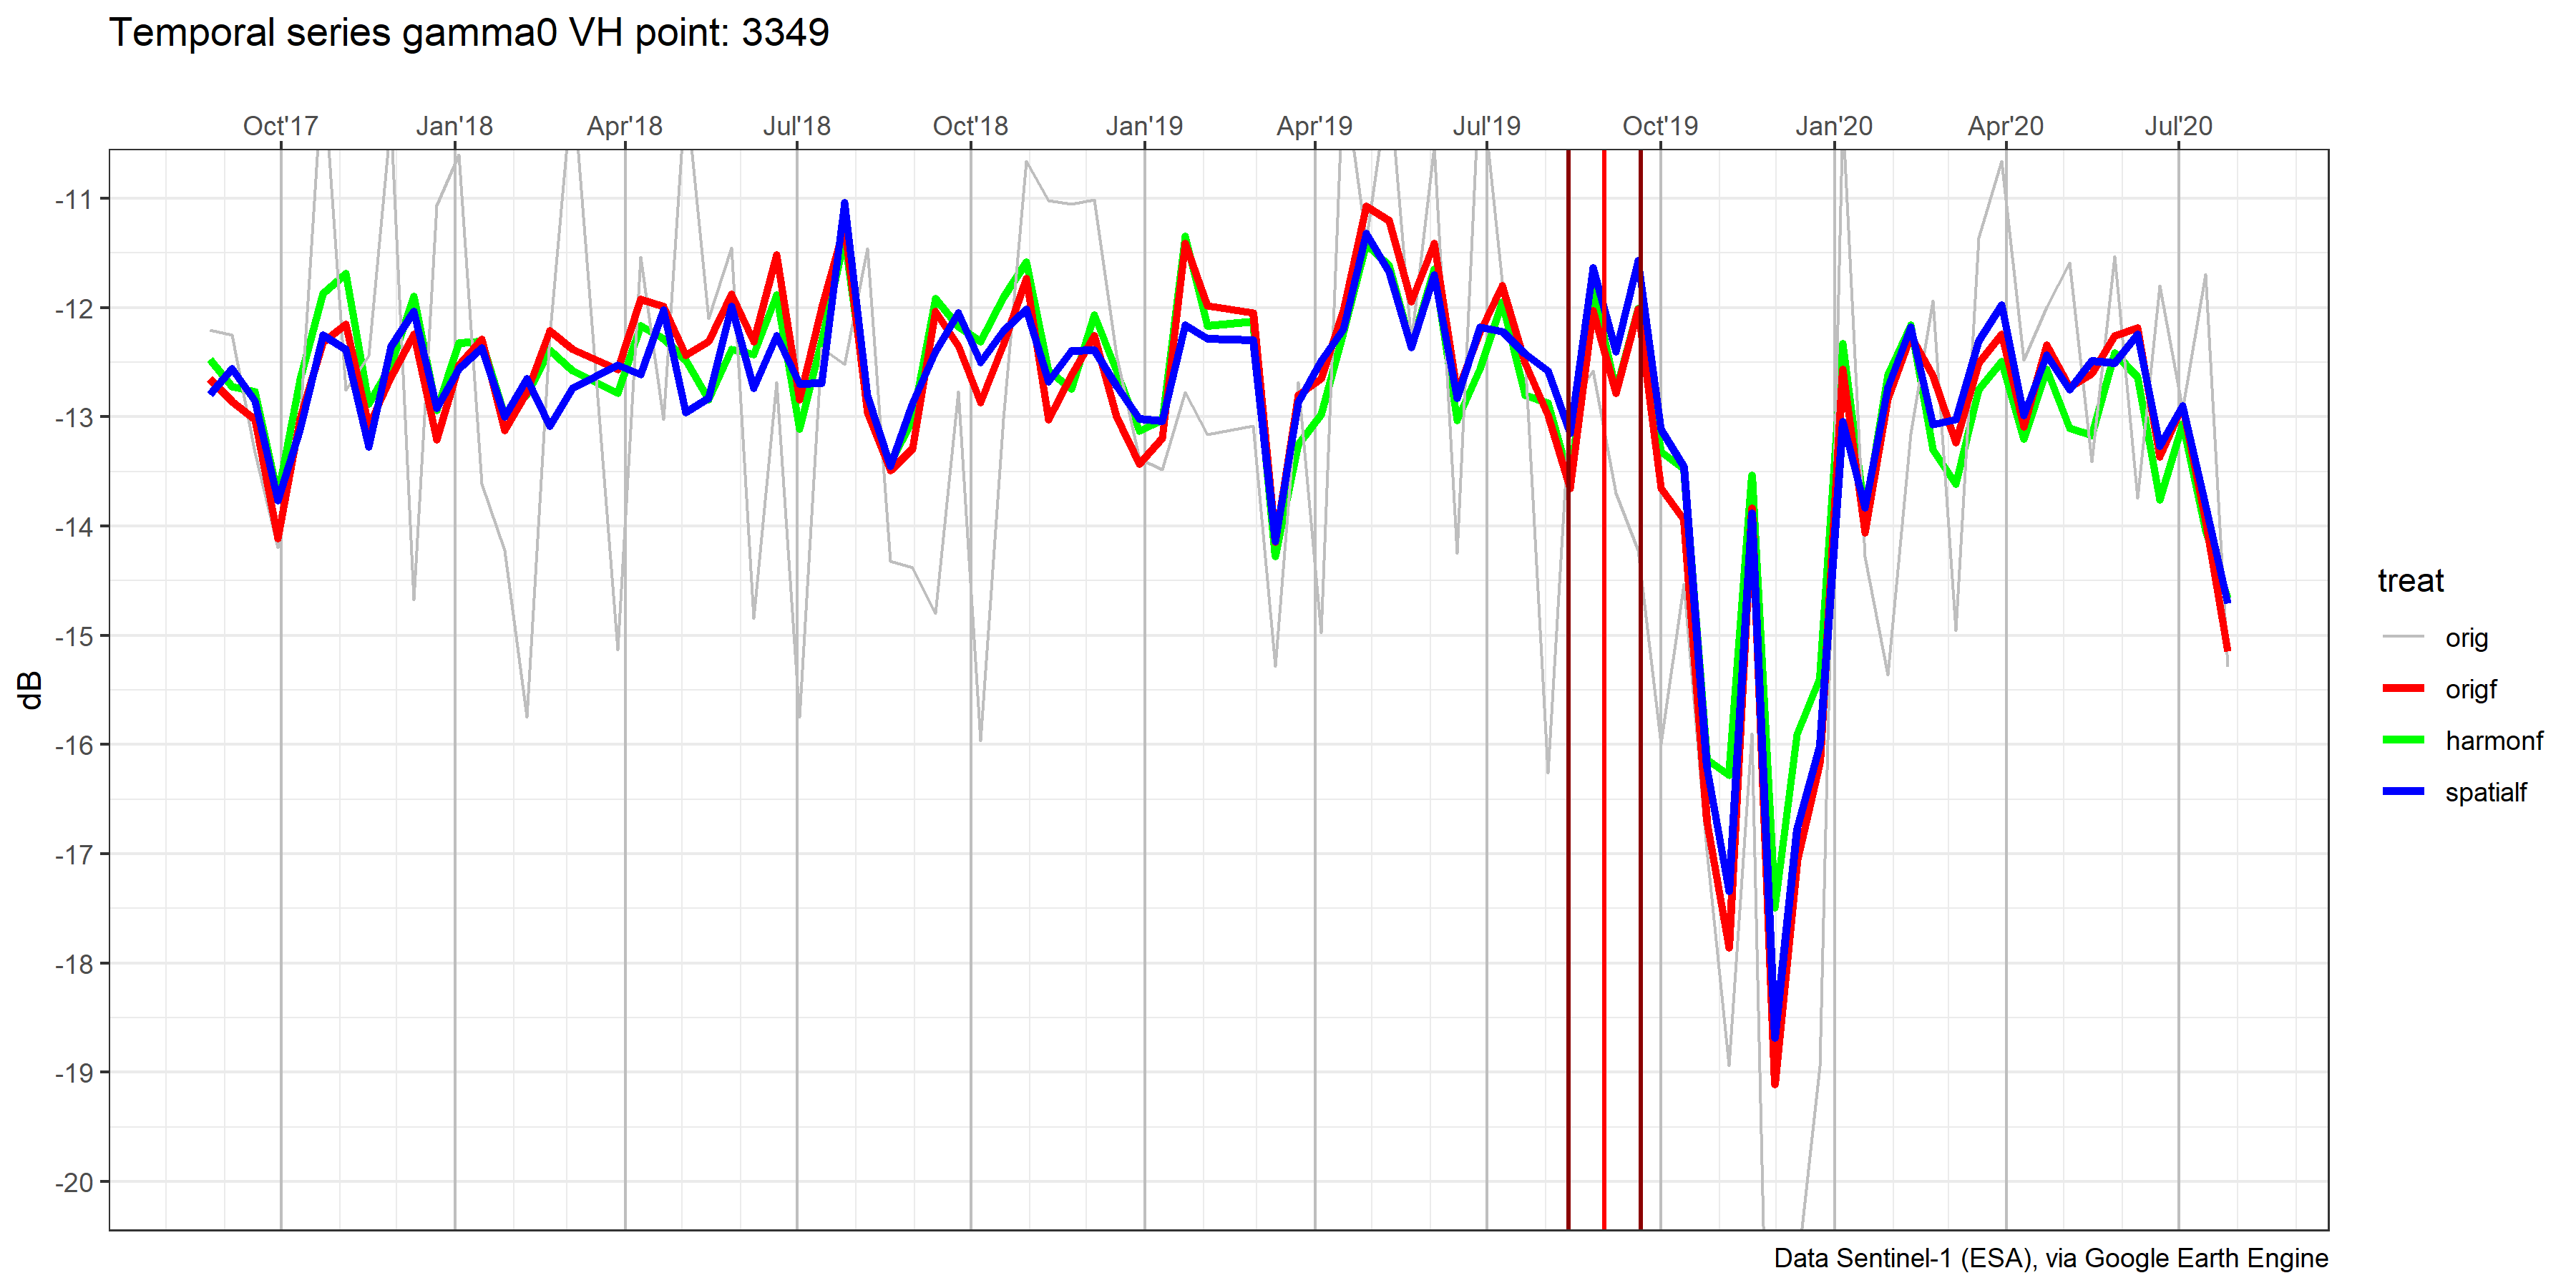 Temporal series gamma0 VH point: 3349
Oct'17 Jan'18 Apr'18 Jul'18 Oct'18 Jan'19 Apr'19 Jul'19 Oct'19 Jan'20 Apr'20 Jul'20
-11
-12
-13
-14
-15
-16
-17
-18
-19
-20
dB
treat
orig
origf
harmonf
spatialf
Data Sentinel-1 (ESA), via Google Earth Engine